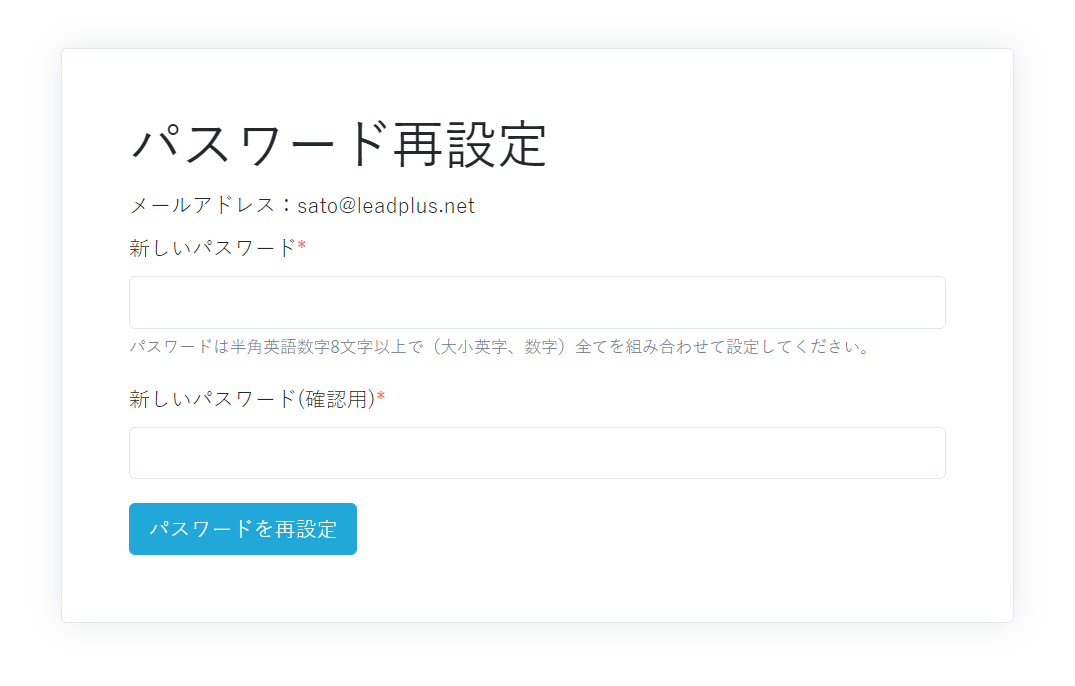 パスワード再設定
メールアドレス：sato@leadplus.net
新しいパスワード*
パスワードは半角英語数字8文字以上で（大小英字、数字）全てを組み合わせて設定してください。
新しいパスワード(確認用)*
パスワードを再設定